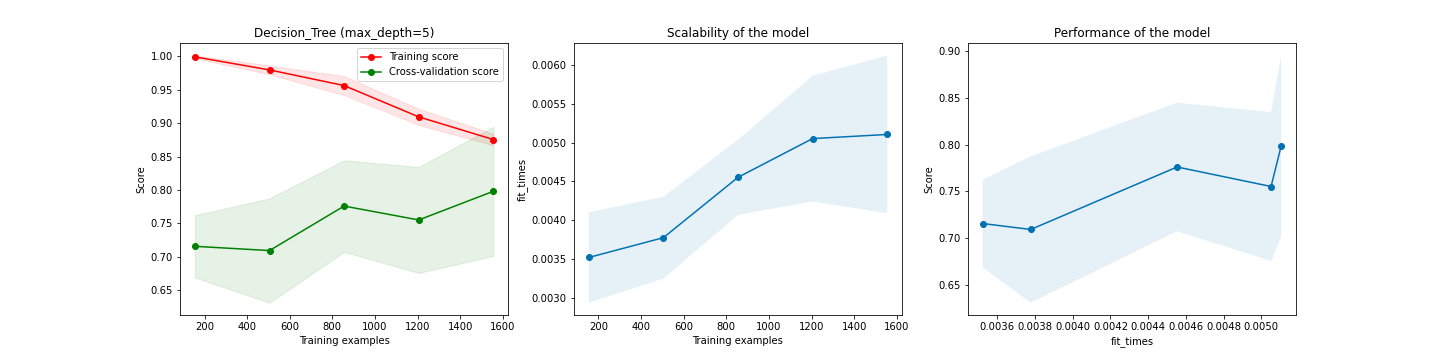 Decision_Tree (max_depth=5)
Training score
Cross-validation score
1.00
0.95
0.90
0.85
0.80
0.75
0.70
0.65
Score
200 400 600 800 1000 1200 1400 1600
Training examples
Scalability of the model
0.0060
0.0055
0.0050
0.0045
0.0040
0.0035
0.0030
fit_times
200 400 600 800 1000 1200 1400 1600
Training examples
Performance of the model
0.90
0.85
0.80
0.75
0.70
0.65
Score
0.0036 0.0038 0.0040 0.0042 0.0044 0.0046 0.0048 0.0050
fit_times